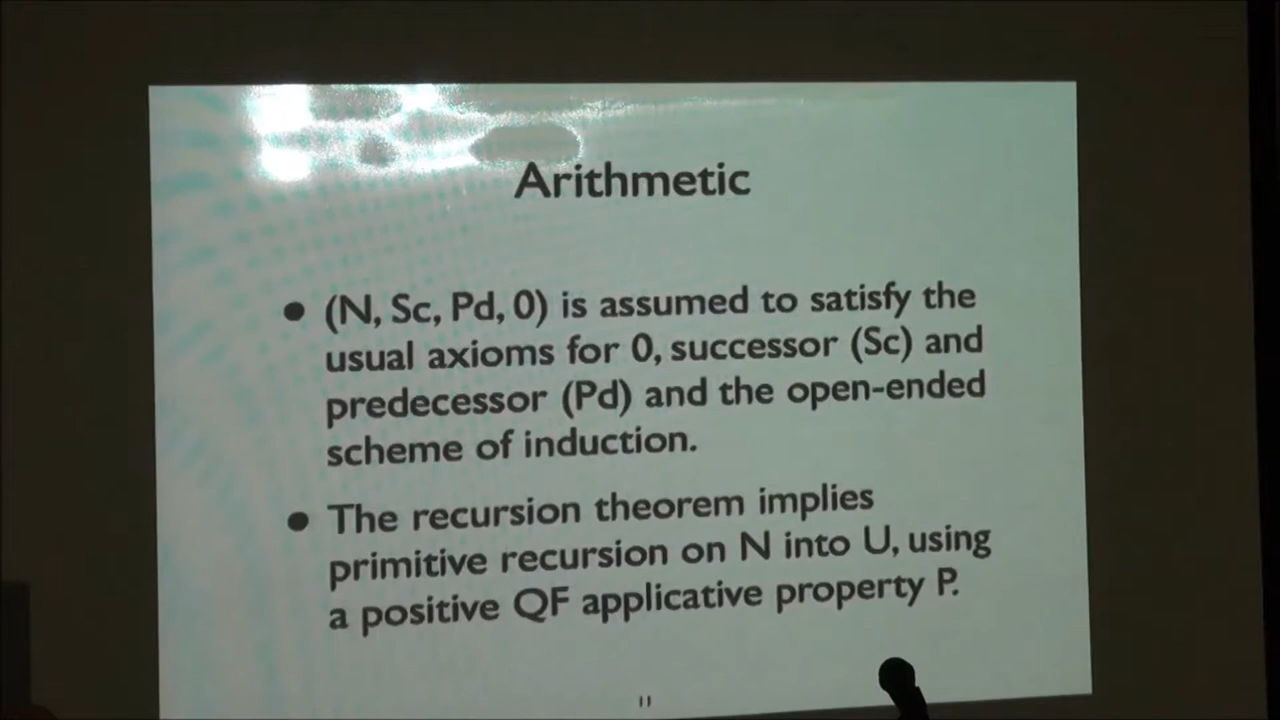 Arithmetic
• (N, Sc, Pd, 0) is assumed to satisfy the
usual axioms for 0, successor (Sc) and
predecessor (Pd) and the open-ended
scheme of induction.
• The recursion theorem implies
primitive recursion on N into U, using
a positive QF applicative property P.
11